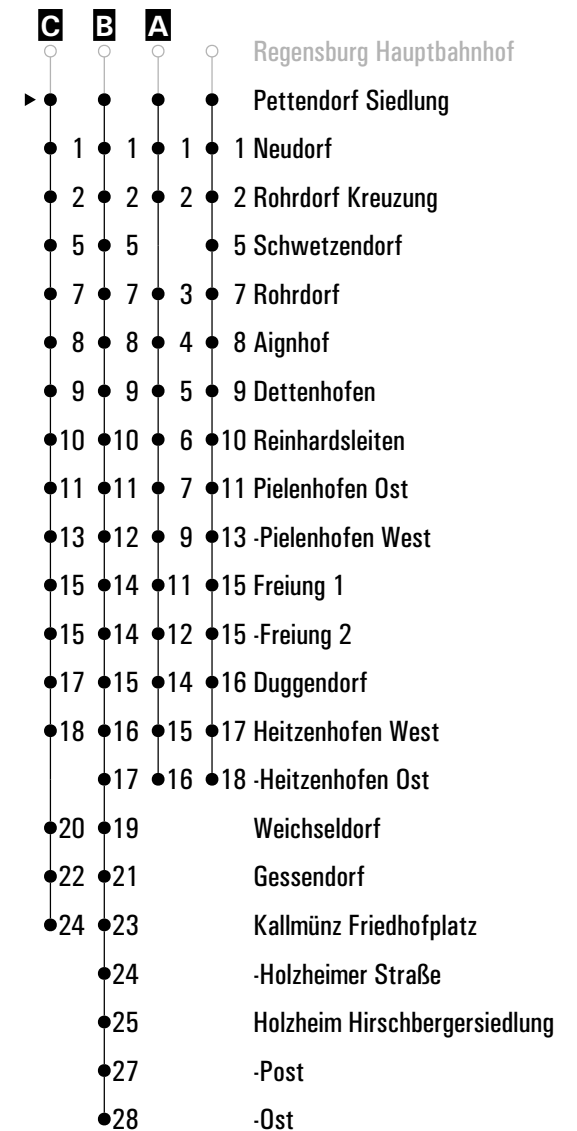 C B A
Regensburg Hauptbahnhof
Pettendorf Siedlung
1 1 1 1 Neudorf
2 2 2 2 Rohrdorf Kreuzung
5 5 5 Schwetzendorf
7 7 3 7 Rohrdorf
8 8 4 8 Aignhof
9 9 5 9 Dettenhofen
10 10 6 10 Reinhardsleiten
11 11 7 11 Pielenhofen Ost
13 12 9 13 -Pielenhofen West
15 14 11 15 Freiung 1
15 14 12 15 -Freiung 2
17 15 14 16 Duggendorf
18 16 15 17 Heitzenhofen West
17 16 18 -Heitzenhofen Ost
20 19 Weichseldorf
22 21 Gessendorf
24 23 Kallmünz Friedhofplatz
24 -Holzheimer Straße
25 Holzheim Hirschbergersiedlung
27 -Post
28 -Ost